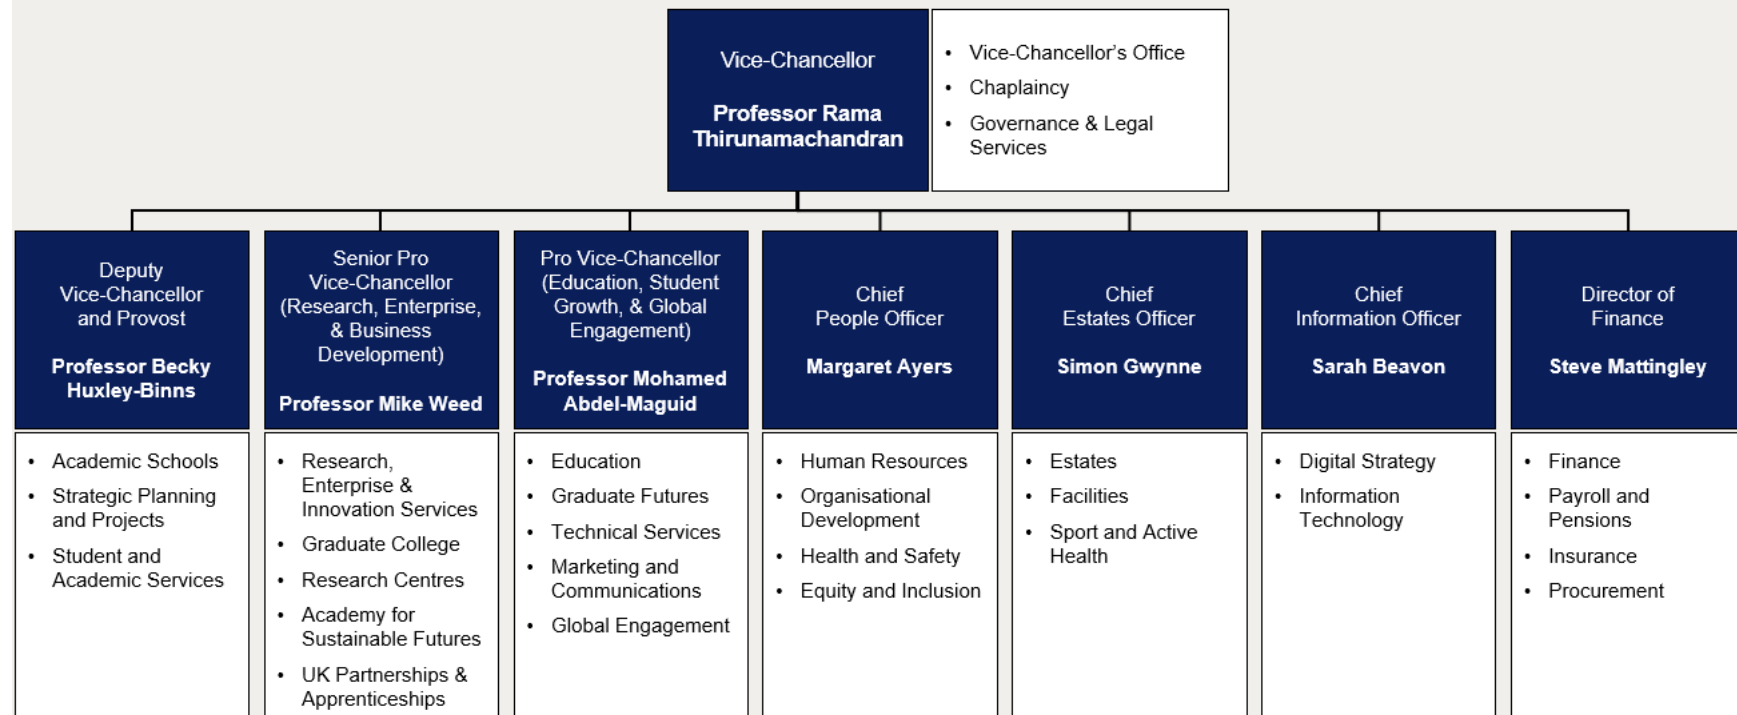 Vice-Chancellor
Professor Rama
Thirunamachandran
• Vice-Chancellor’s Office
• Chaplaincy
• Governance & Legal
Services
Deputy
Vice-Chancellor
and Provost
Professor Becky
Huxley-Binns
• Academic Schools
• Strategic Planning
and Projects
• Student and
Academic Services
Senior Pro
Vice-Chancellor
(Research, Enterprise,
& Business
Development)
Professor Mike Weed
• Research,
Enterprise &
Innovation Services
• Graduate College
• Research Centres
• Academy for
Sustainable Futures
• UK Partnerships &
Apprenticeships
Pro Vice-Chancellor
(Education, Student
Growth, & Global
Engagement)
Professor Mohamed
Abdel-Maguid
• Education
• Graduate Futures
• Technical Services
• Marketing and
Communications
• Global Engagement
Chief
People Officer
Margaret Ayers
• Human Resources
• Organisational
Development
• Health and Safety
• Equity and Inclusion
Chief
Estates Officer
Simon Gwynne
• Estates
• Facilities
• Sport and Active
Health
Chief
Information Officer
Sarah Beavon
• Digital Strategy
• Information
Technology
Director of
Finance
Steve Mattingley
• Finance
• Payroll and
Pensions
• Insurance
• Procurement